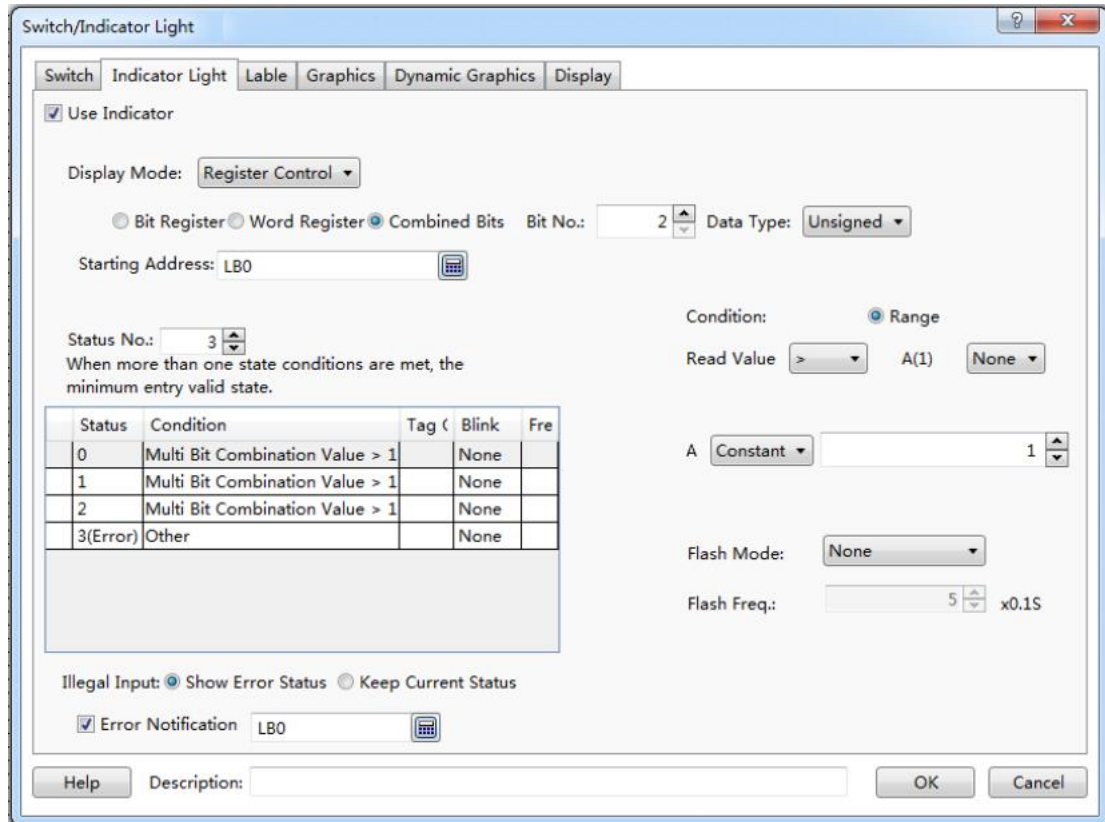 Switch/Indicator Light
Switch Indicator Light Lable Graphics Dynamic Graphics Display
Use Indicator
Display Mode: Register Control
Bit Register Word Register Combined Bits Bit No.: 2 Data Type: Unsigned
Starting Address: LB0
Condition: Range
Status No.: 3
Read Value > A(1) None
When more than one state conditions are met, the
minimum entry valid state.
Status Condition Tag ( Blink Fre
0 Multi Bit Combination Value > 1 None
A Constant 1
1 Multi Bit Combination Value > 1 None
2 Multi Bit Combination Value > 1 None
3(Error) Other None
Flash Mode: None
Flash Freq.: 5 x0.1S
Illegal Input: Show Error Status Keep Current Status
Error Notification LB0
Help Description: OK Cancel